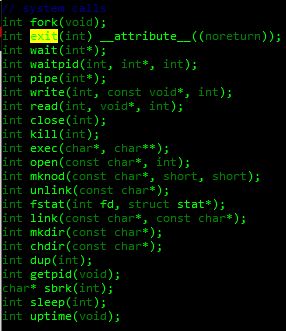 // system calls
int fork(void);
int exit(int) __attribute__((noreturn));
int wait(int*);
int waitpid(int, int*, int);
int pipe(int*);
int write(int, const void*, int);
int read(int, void*, int);
int close(int);
int kill(int);
int exec(char*, char**);
int open(const char*, int);
int mknod(const char*, short, short);
int unlink(const char*);
int fstat(int fd, struct stat*);
int link(const char*, const char*);
int mkdir(const char*);
int chdir(const char*);
int dup(int);
int getpid(void);
char* sbrk(int);
int sleep(int);
int uptime(void);